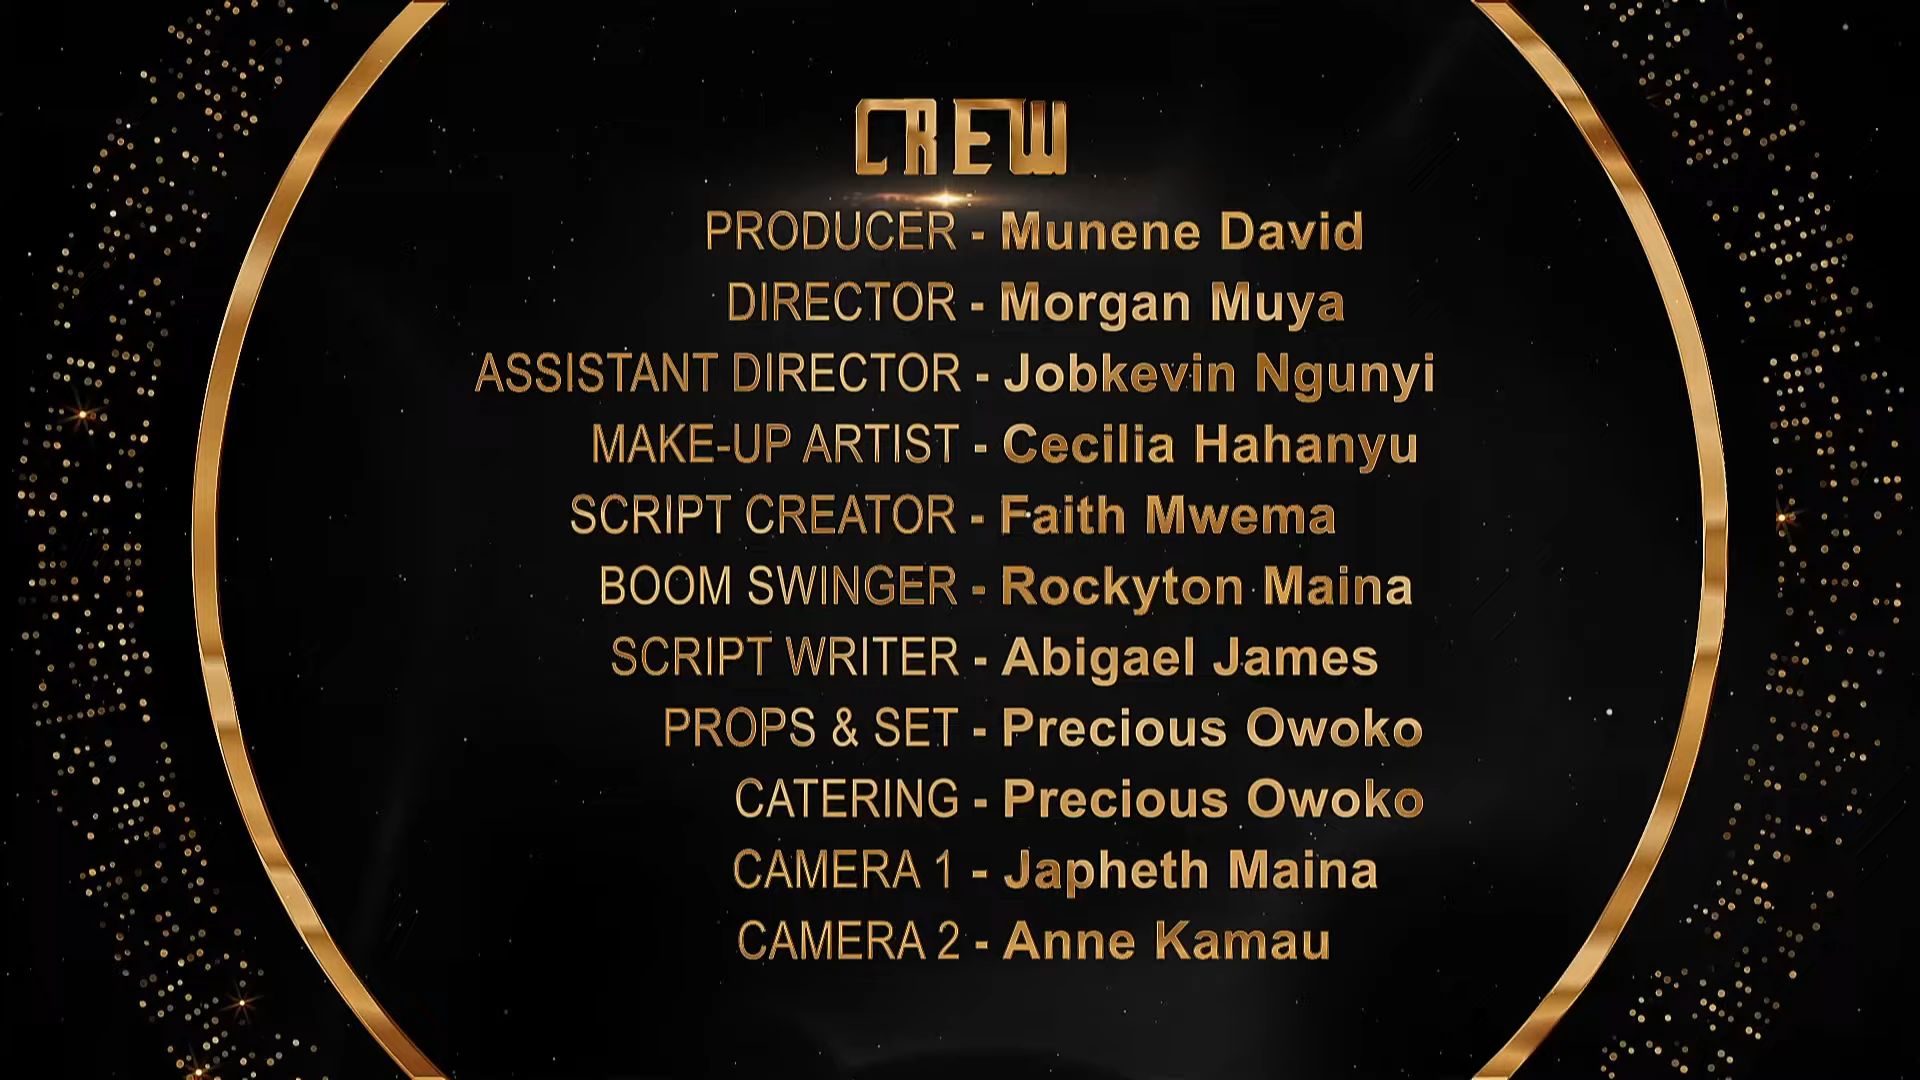 CREW
PRODUCER - Munene David
DIRECTOR - Morgan Muya
ASSISTANT DIRECTOR - Jobkevin Ngunyi
MAKE-UP ARTIST - Cecilia Hahanyu
SCRIPT CREATOR - Faith Mwema
BOOM SWINGER - Rockyton Maina
SCRIPT WRITER - Abigael James
PROPS & SET - Precious Owoko
CATERING - Precious Owoko
CAMERA 1 - Japheth Maina
CAMERA 2 - Anne Kamau